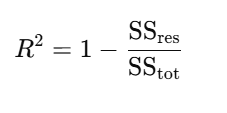 R² = 1 − SS_res / SS_tot